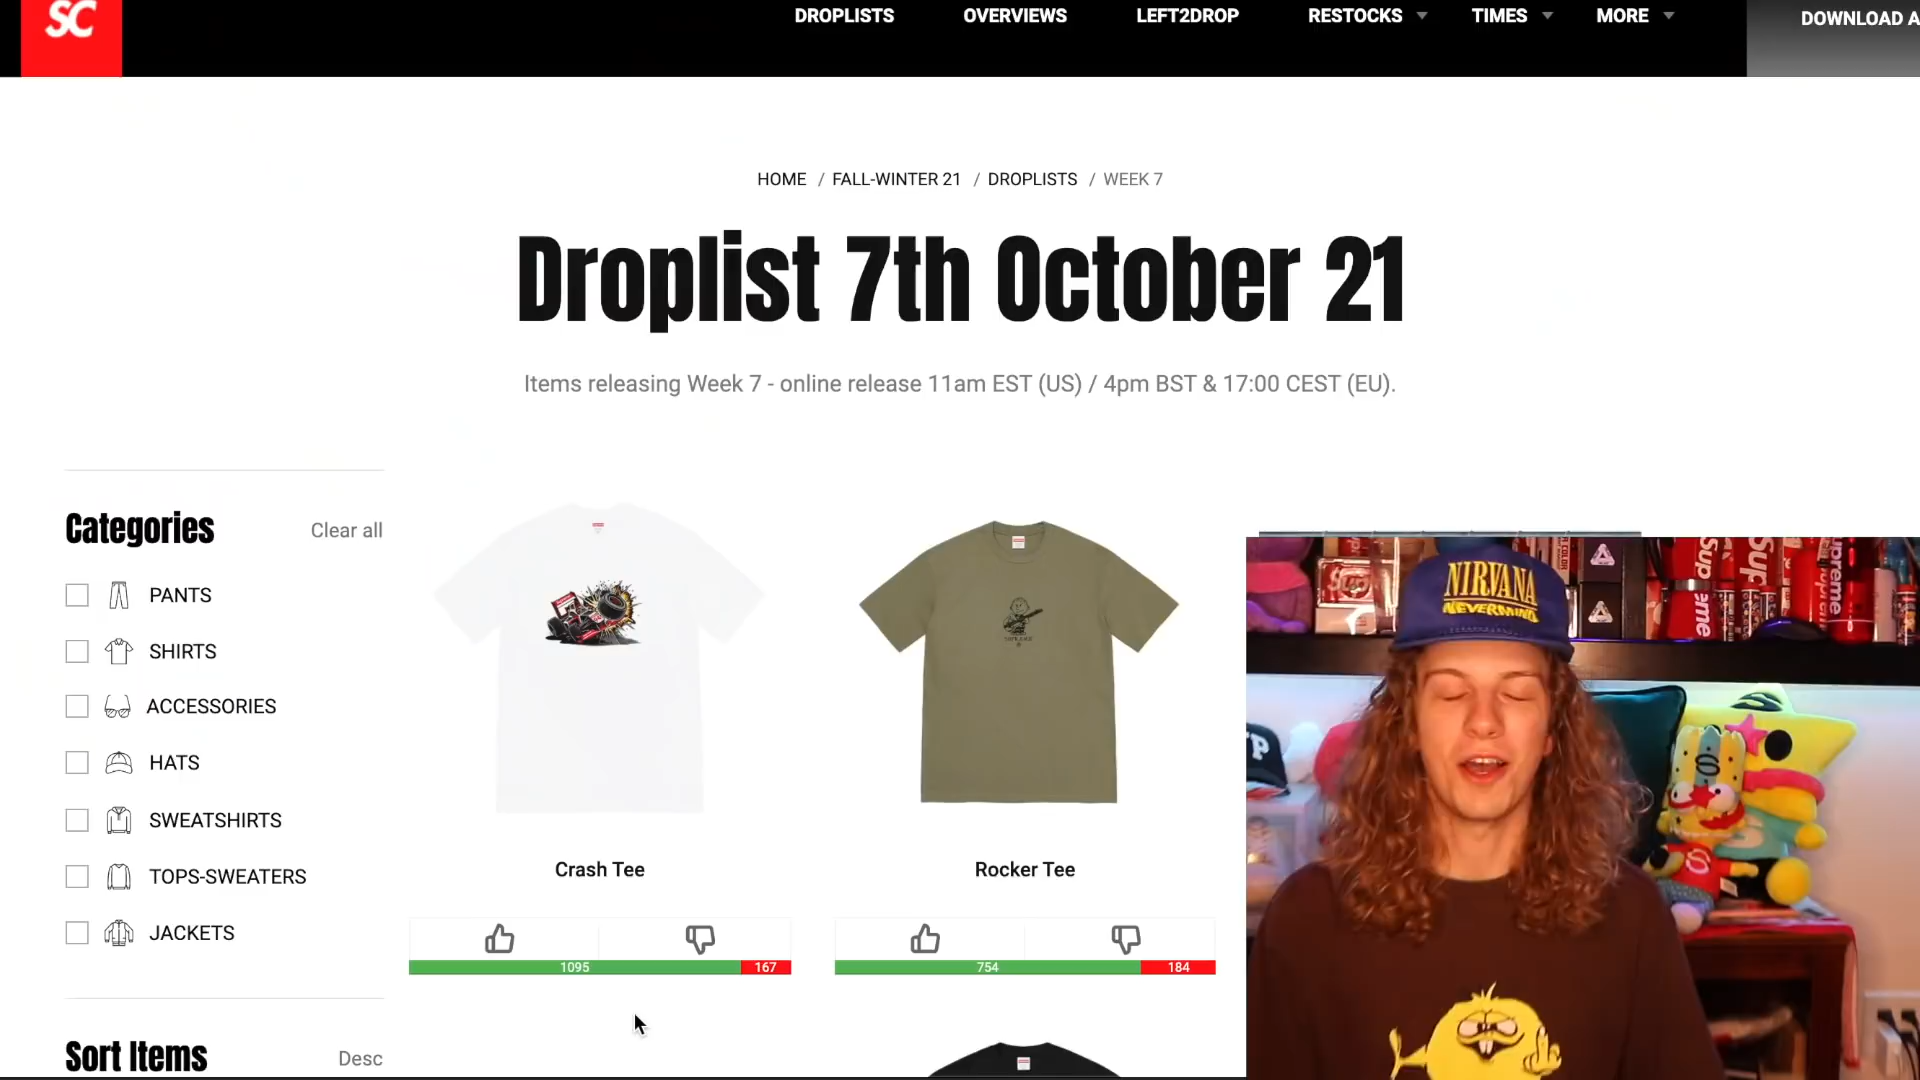 SC
DROPLISTS
OVERVIEWS
LEFT2DROP
RESTOCKS
TIMES
MORE
DOWNLOAD A
HOME / FALL-WINTER 21 / DROPLISTS / WEEK 7
Droplist 7th October 21
Items releasing Week 7 - online release 11am EST (US) / 4pm BST & 17:00 CEST (EU).
Categories
Clear all
PANTS
SHIRTS
ACCESSORIES
HATS
SWEATSHIRTS
TOPS-SWEATERS
JACKETS
Sort Items
Desc
Crash Tee
1095
167
Rocker Tee
754
184
NIRVANA
NEVERMIND